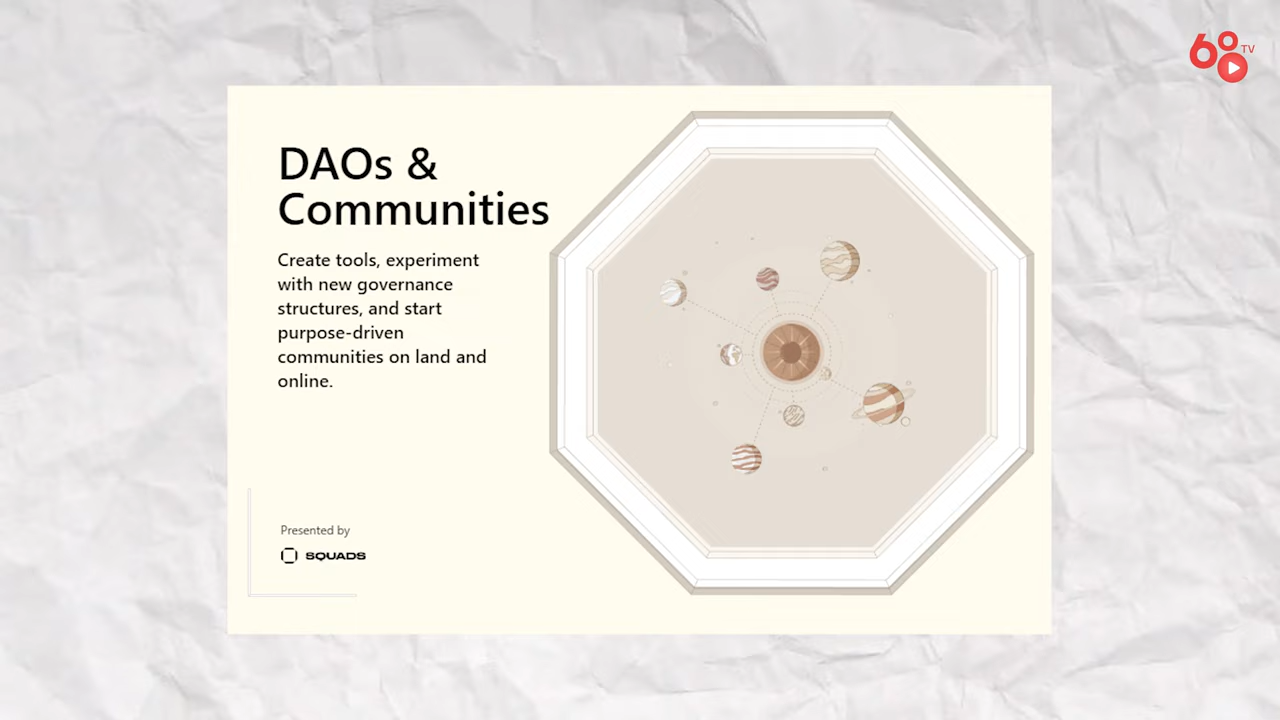 60 TV
DAOs &
Communities
Create tools, experiment
with new governance
structures, and start
purpose-driven
communities on land and
online.
Presented by
SQUADS